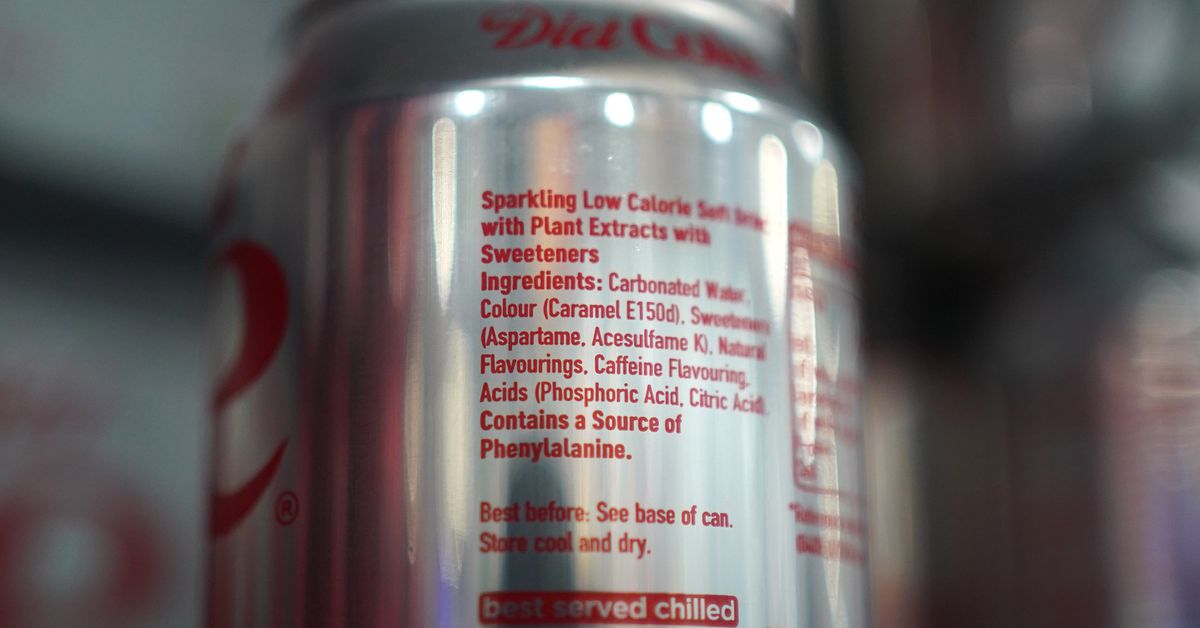 Diet Coke
Sparkling Low Calorie Soft Drink
with Plant Extracts with
Sweeteners
Ingredients: Carbonated Water,
Colour (Caramel E150d), Sweeteners
(Aspartame, Acesulfame K), Natural
Flavourings, Caffeine Flavouring,
Acids (Phosphoric Acid, Citric Acid).
Contains a Source of
Phenylalanine.
Best before: See base of can.
Store cool and dry.
best served chilled
®